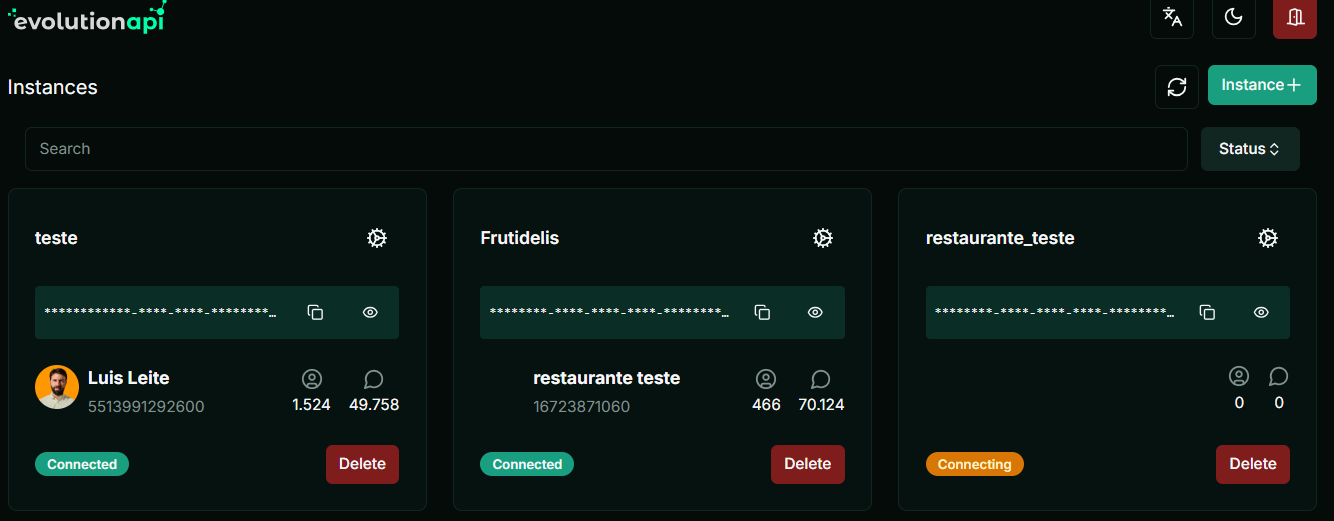 evolutionapi
Instances
Instance
Search
Status
teste
Frutidelis
restaurante_teste
************-****-****-********…
********-****-****-****-********…
********-****-****-****-********…
Luis Leite
5513991292600
1.524
49.758
restaurante teste
16723871060
466
70.124
0
0
Connected
Delete
Connected
Delete
Connecting
Delete